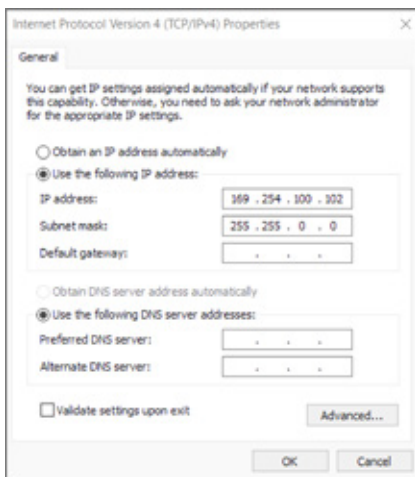 Internet Protocol Version 4 (TCP/IPv4) Properties
General
You can get IP settings assigned automatically if your network supports
this capability. Otherwise, you need to ask your network administrator
for the appropriate IP settings.
Obtain an IP address automatically
Use the following IP address:
IP address: 169 . 254 . 100 . 102
Subnet mask: 255 . 255 . 0 . 0
Default gateway: . . .
Obtain DNS server address automatically
Use the following DNS server addresses:
Preferred DNS server: . . .
Alternate DNS server: . . .
Validate settings upon exit
Advanced...
OK Cancel